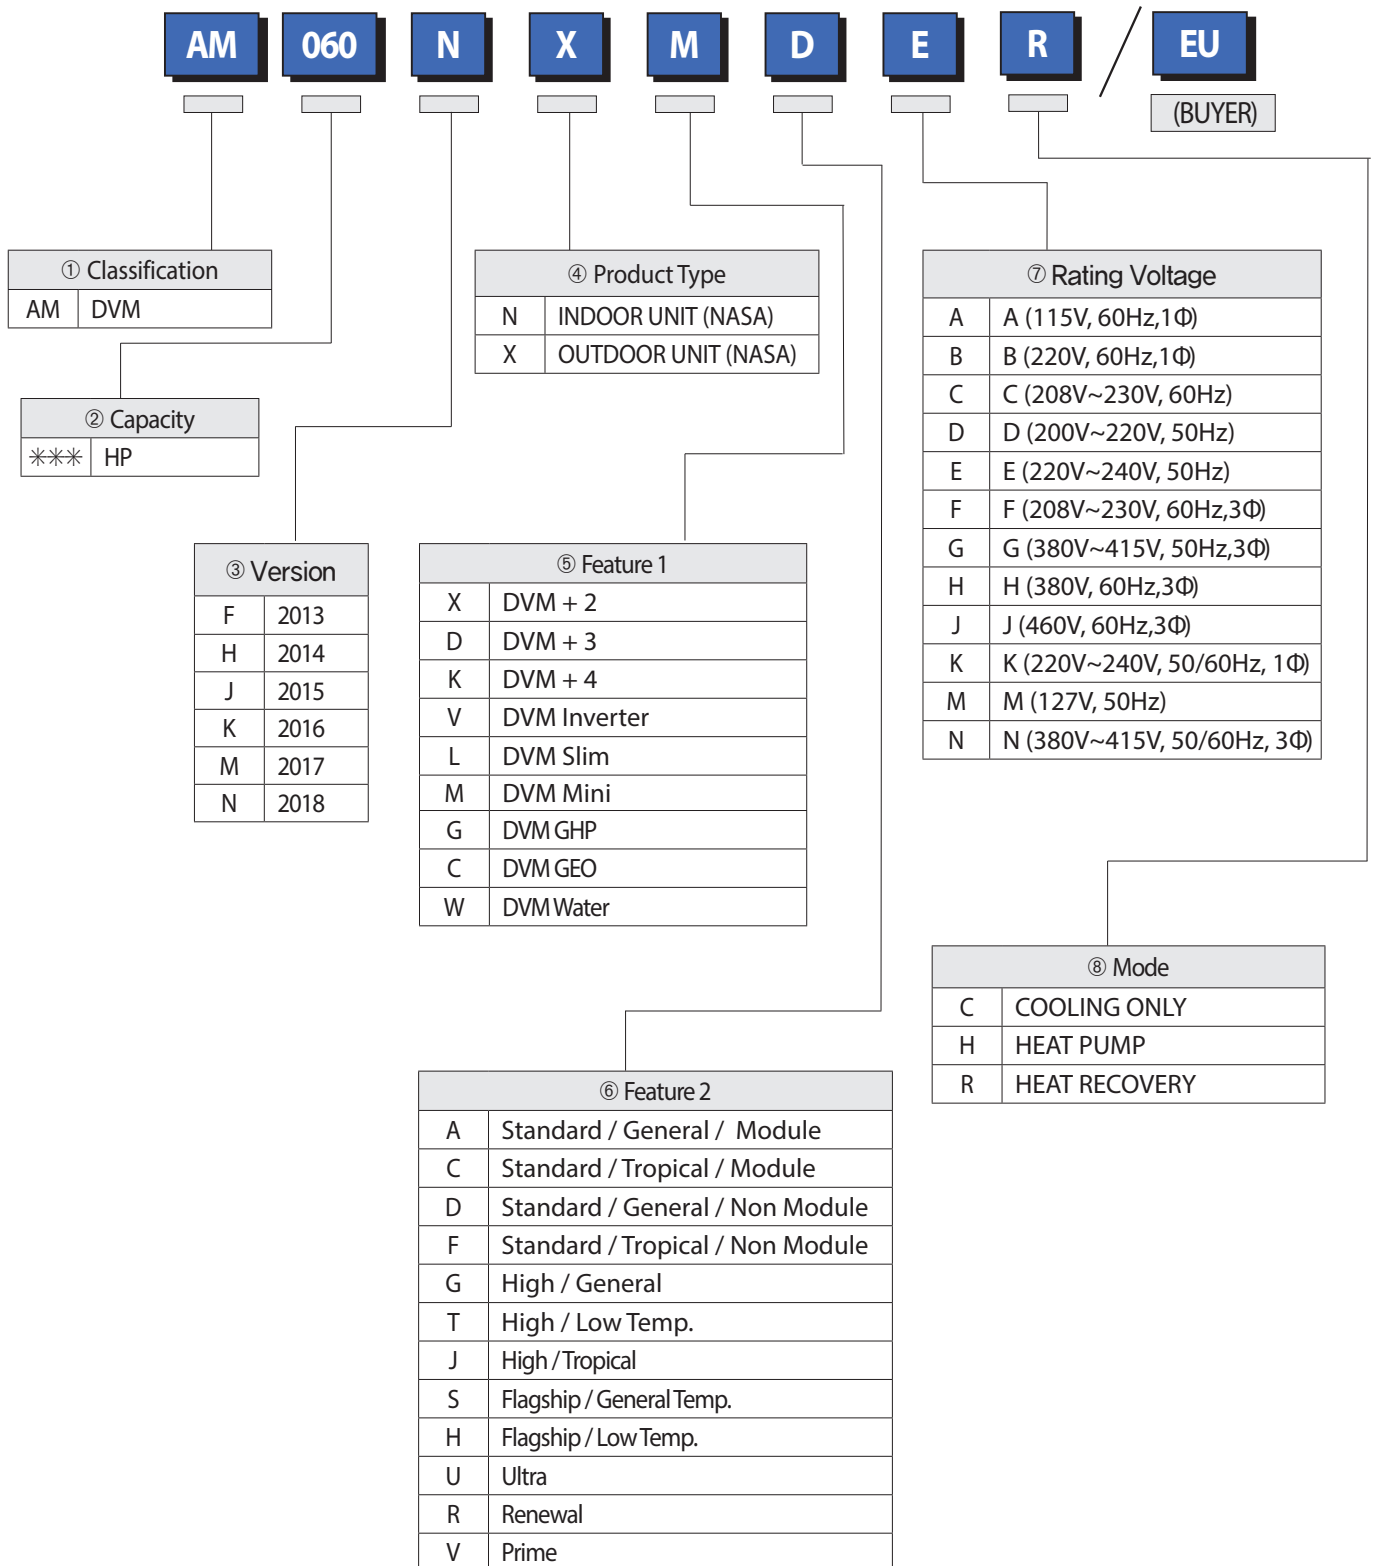 AM 060 N X M D E R / EU
(BUYER)
① Classification
AM DVM
② Capacity
✳✳✳ HP
③ Version
F 2013
H 2014
J 2015
K 2016
M 2017
N 2018
④ Product Type
N INDOOR UNIT (NASA)
X OUTDOOR UNIT (NASA)
⑤ Feature 1
X DVM + 2
D DVM + 3
K DVM + 4
V DVM Inverter
L DVM Slim
M DVM Mini
G DVM GHP
C DVM GEO
W DVM Water
⑥ Feature 2
A Standard / General / Module
C Standard / Tropical / Module
D Standard / General / Non Module
F Standard / Tropical / Non Module
G High / General
T High / Low Temp.
J High / Tropical
S Flagship / General Temp.
H Flagship / Low Temp.
U Ultra
R Renewal
V Prime
⑦ Rating Voltage
A A (115V, 60Hz,1Φ)
B B (220V, 60Hz,1Φ)
C C (208V~230V, 60Hz)
D D (200V~220V, 50Hz)
E E (220V~240V, 50Hz)
F F (208V~230V, 60Hz,3Φ)
G G (380V~415V, 50Hz,3Φ)
H H (380V, 60Hz,3Φ)
J J (460V, 60Hz,3Φ)
K K (220V~240V, 50/60Hz, 1Φ)
M M (127V, 50Hz)
N N (380V~415V, 50/60Hz, 3Φ)
⑧ Mode
C COOLING ONLY
H HEAT PUMP
R HEAT RECOVERY